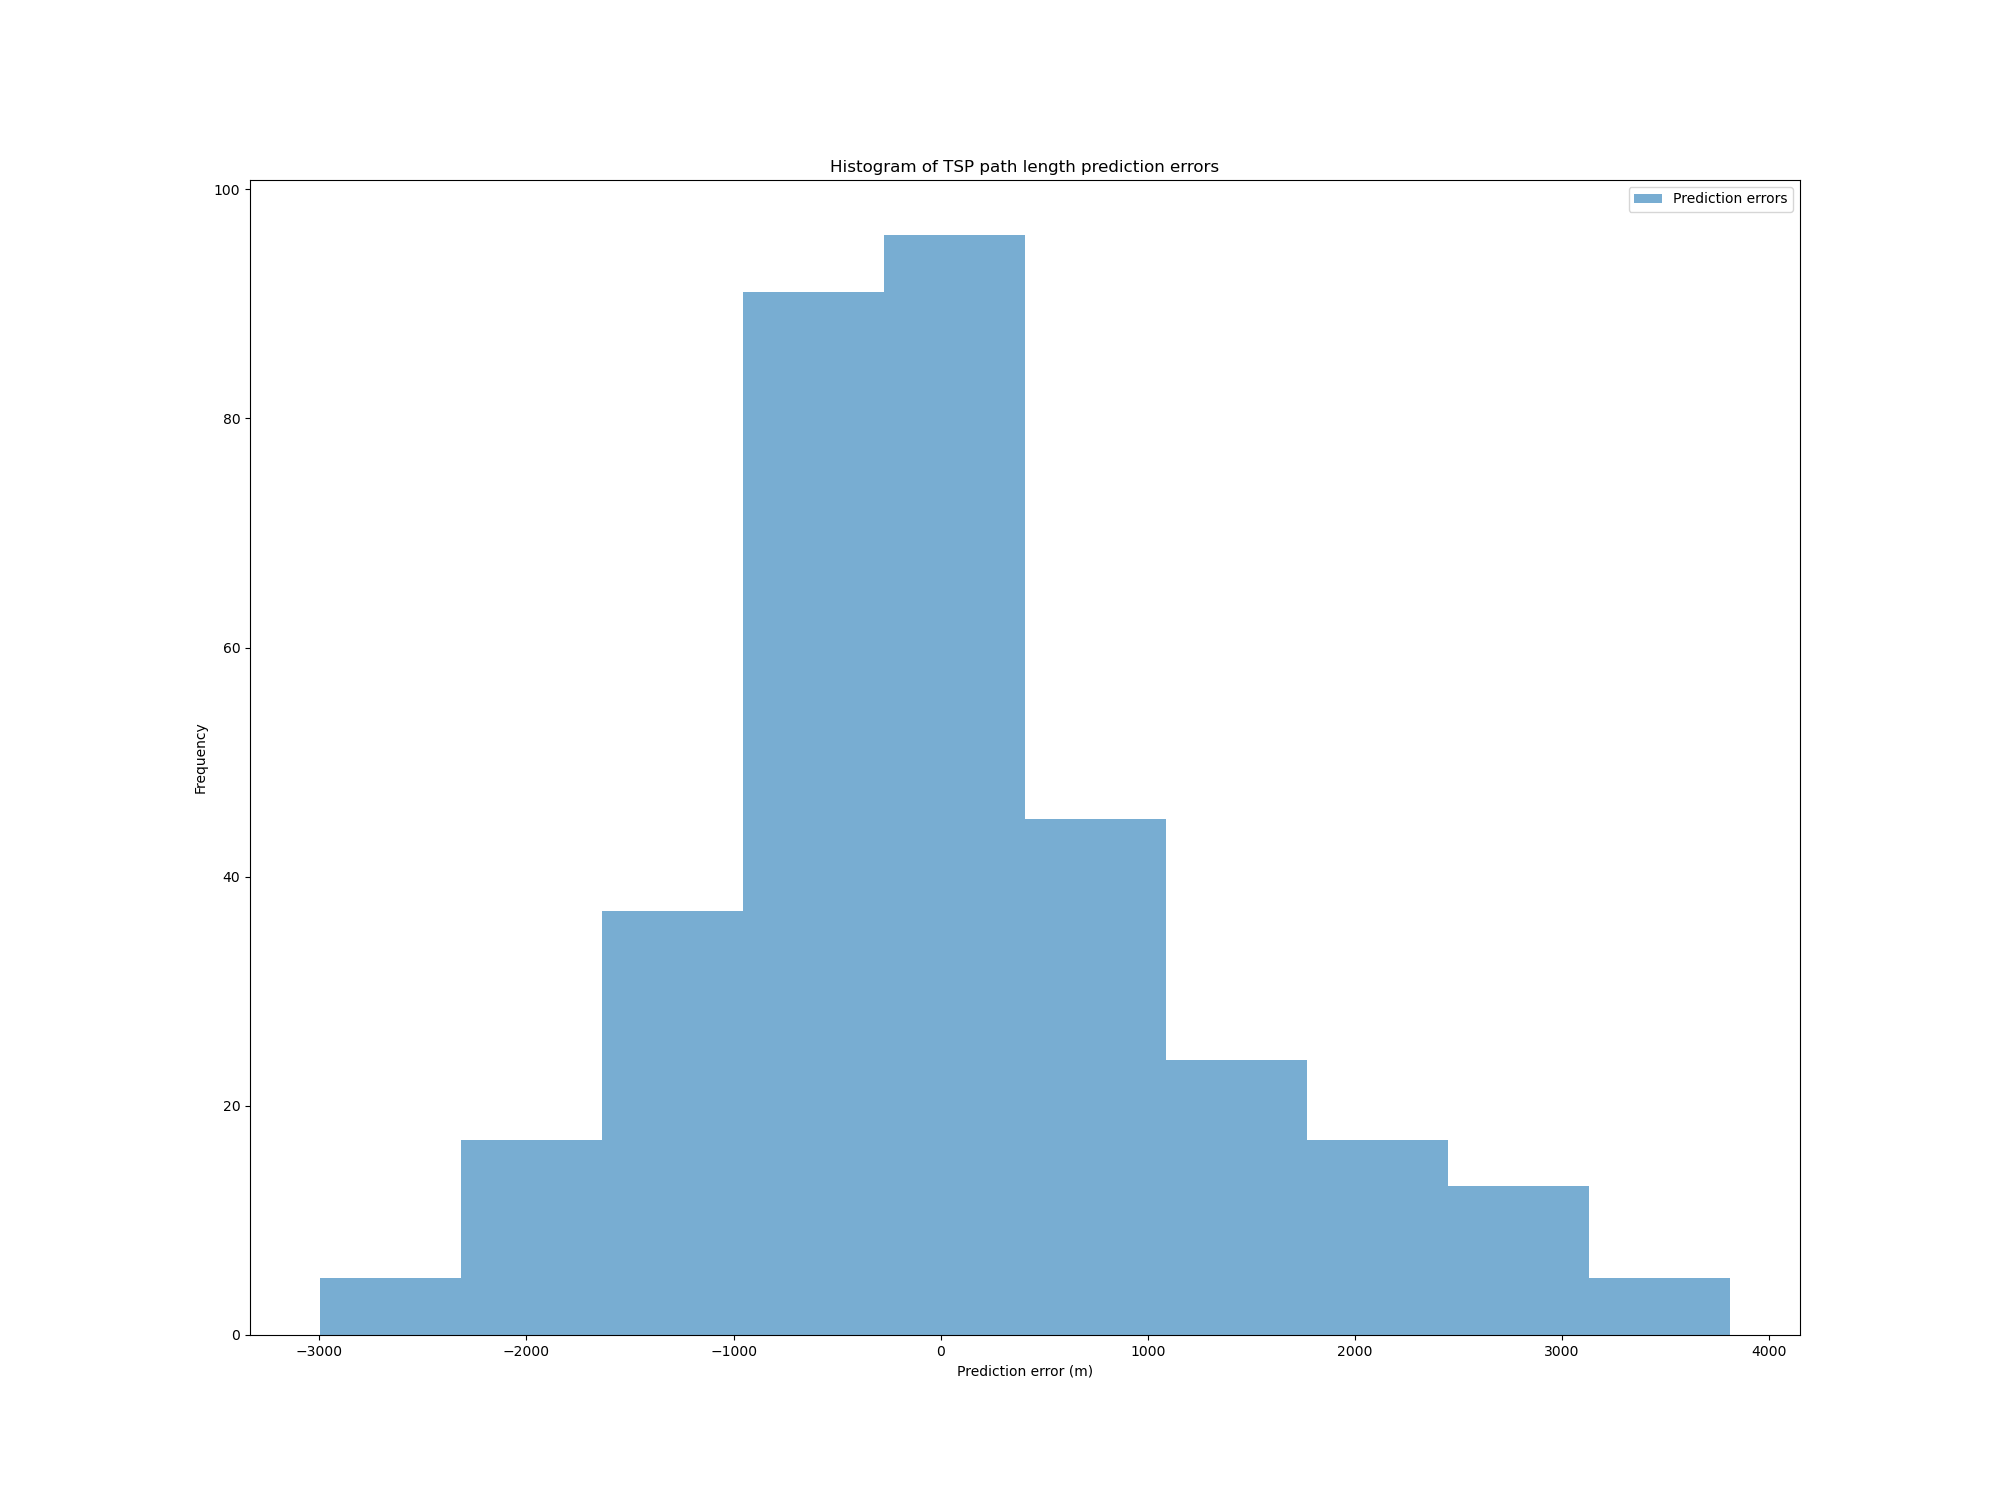 Histogram of TSP path length prediction errors
Prediction errors
100
80
60
40
20
0
Frequency
−3000 −2000 −1000 0 1000 2000 3000 4000
Prediction error (m)